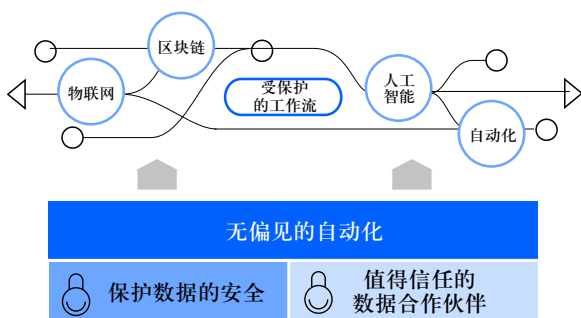 区块链
物联网
受保护
的工作流
人工
智能
自动化
无偏见的自动化
保护数据的安全
值得信任的
数据合作伙伴